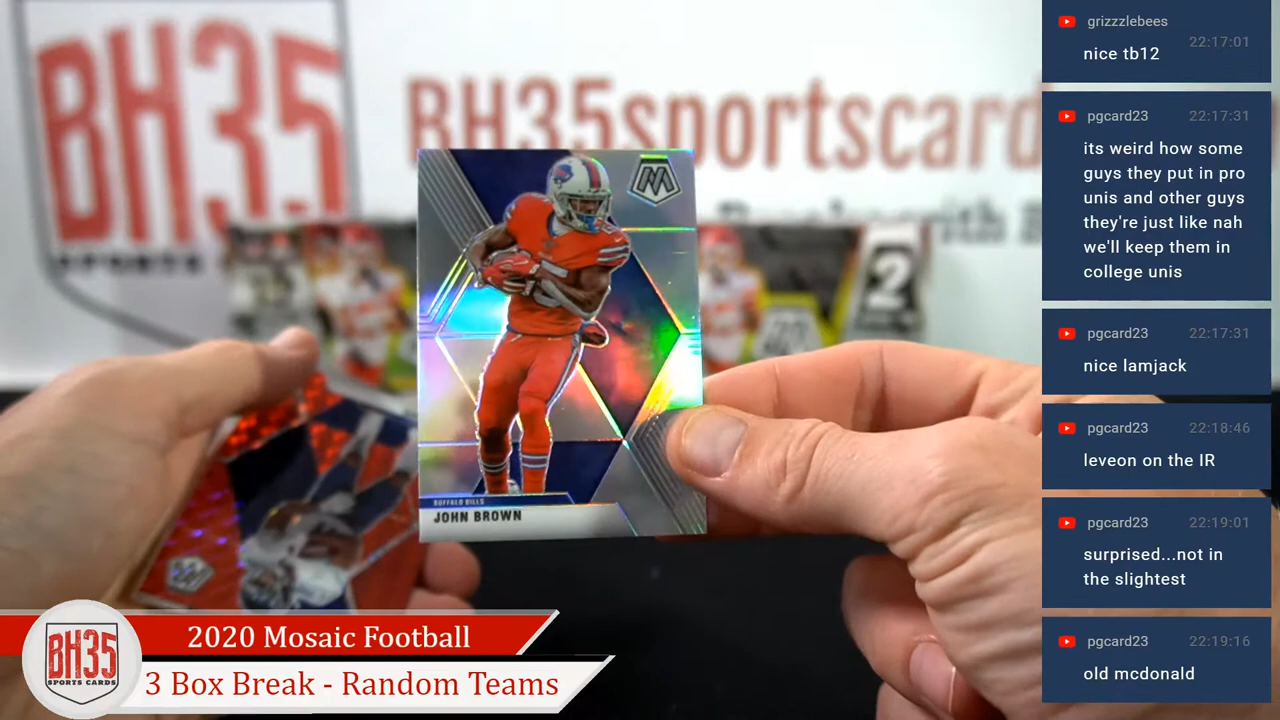 BH35
SPORTS
BH35sportscard
with
2
BUFFALO BILLS
JOHN BROWN
BH35
SPORTS CARDS
2020 Mosaic Football
3 Box Break - Random Teams
grizzzlebees
22:17:01
nice tb12
pgcard23
22:17:31
its weird how some
guys they put in pro
unis and other guys
they're just like nah
we'll keep them in
college unis
pgcard23
22:17:31
nice lamjack
pgcard23
22:18:46
leveon on the IR
pgcard23
22:19:01
surprised...not in
the slightest
pgcard23
22:19:16
old mcdonald